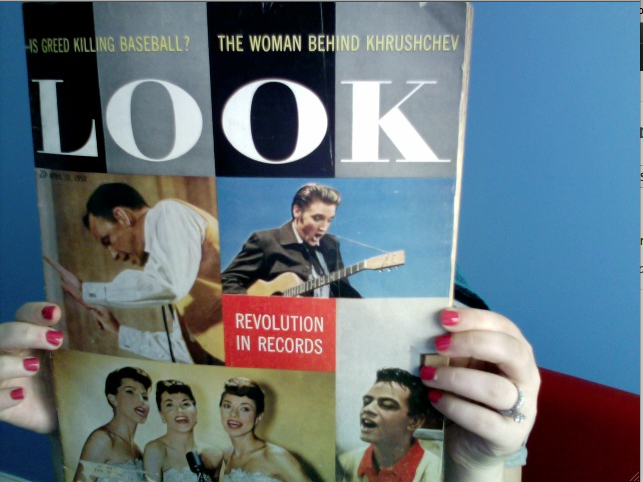 IS GREED KILLING BASEBALL?
THE WOMAN BEHIND KHRUSHCHEV
LOOK
REVOLUTION
IN RECORDS